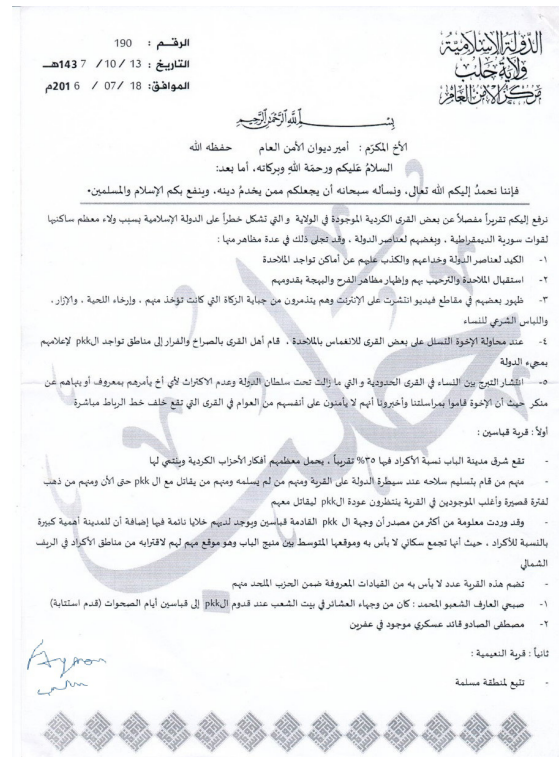 الدولة الإسلامية
ولاية حلب
مركز الأمن العام
الرقم : 190
التاريخ : 13 / 10 / 1437هـ
الموافق: 18 / 07 / 2016م
بسم الله الرحمن الرحيم
الأخ المكرم : أمير ديوان الأمن العام حفظه الله
السلام عليكم ورحمة الله وبركاته، أما بعد:
فإننا نحمد إليكم الله تعالى، ونسأله سبحانه أن يجعلكم ممن يخدم دينه، وينفع بكم الإسلام والمسلمين.
نرفع إليكم تقريراً مفصلاً عن بعض القرى الكردية الموجودة في الولاية و التي تشكل خطراً على الدولة الإسلامية بسبب ولاء معظم ساكنيها
لقوات سورية الديمقراطية ، وبغضهم لعناصر الدولة ، وقد تجلى ذلك في عدة مظاهر منها :
١- الكيد لعناصر الدولة وخداعهم والكذب عليهم عن أماكن تواجد الملاحدة
٢- استقبال الملاحدة والترحيب بهم وإظهار مظاهر الفرح والبهجة بقدومهم
٣- ظهور بعضهم في مقاطع فيديو انتشرت على الإنترنت وهم يتذمرون من جباية الزكاة التي كانت تؤخذ منهم ، وإرخاء اللحية ، والإزار ،
واللباس الشرعي للنساء
٤- عند محاولة الإخوة التسلل على بعض القرى للانغماس بالملاحدة ، قام أهل القرى بالصراخ والفرار إلى مناطق تواجد الpkk لإعلامهم
بمجيء الدولة
٥- انتشار التبرج بين النساء في القرى الحدودية و التي ما زالت تحت سلطان الدولة وعدم الاكتراث لأي أخ يأمرهم بمعروف أو ينهاهم عن
منكر حيث أن الإخوة قاموا بمراسلتنا وأخبرونا أنهم لا يأمنون على أنفسهم من العوام في القرى التي تقع خلف خط الرباط مباشرة
أولاً : قرية قباسين :
- تقع شرق مدينة الباب نسبة الأكراد فيها ٣٥% تقريباً ، يحمل معظمهم أفكار الأحزاب الكردية وينتمي لها
- منهم من قام بتسليم سلاحه عند سيطرة الدولة على القرية ومنهم من لم يسلمه ومنهم من يقاتل مع ال pkk حتى الآن ومنهم من ذهب
لفترة قصيرة وأغلب الموجودين في القرية ينتظرون عودة الpkk ليقاتل معهم
- وقد وردت معلومة من أكثر من مصدر أن وجهة ال pkk القادمة قباسين ويوجد لديهم خلايا نائمة فيها إضافة أن للمدينة أهمية كبيرة
بالنسبة للأكراد ، حيث أنها تجمع سكاني لا بأس به وموقعها المتوسط بين منبج الباب وهو موقع مهم لهم لاقترابه من مناطق الأكراد في الريف
الشمالي
- تضم هذه القرية عدد لا بأس به من القيادات المعروفة ضمن الحزب الملحد منهم
١- صبحي العارف الشعبو المحمد : كان من وجهاء العشائر في بيت الشعب عند قدوم الpkk إلى قباسين أيام الصحوات (قدم استتابة)
٢- مصطفى الصادو قائد عسكري موجود في عفرين
ثانياً : قرية النعيمية :
- تتبع لمنطقة مسلمة
Aymon
حلب